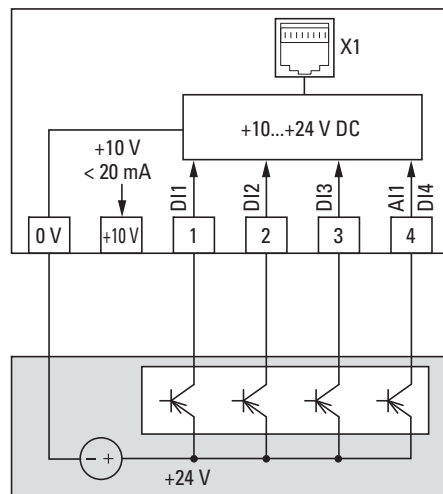 X1
+10...+24 V DC
+10 V
< 20 mA
DI1
DI2
DI3
AI1
DI4
0 V
+10 V
1
2
3
4
− +
+24 V